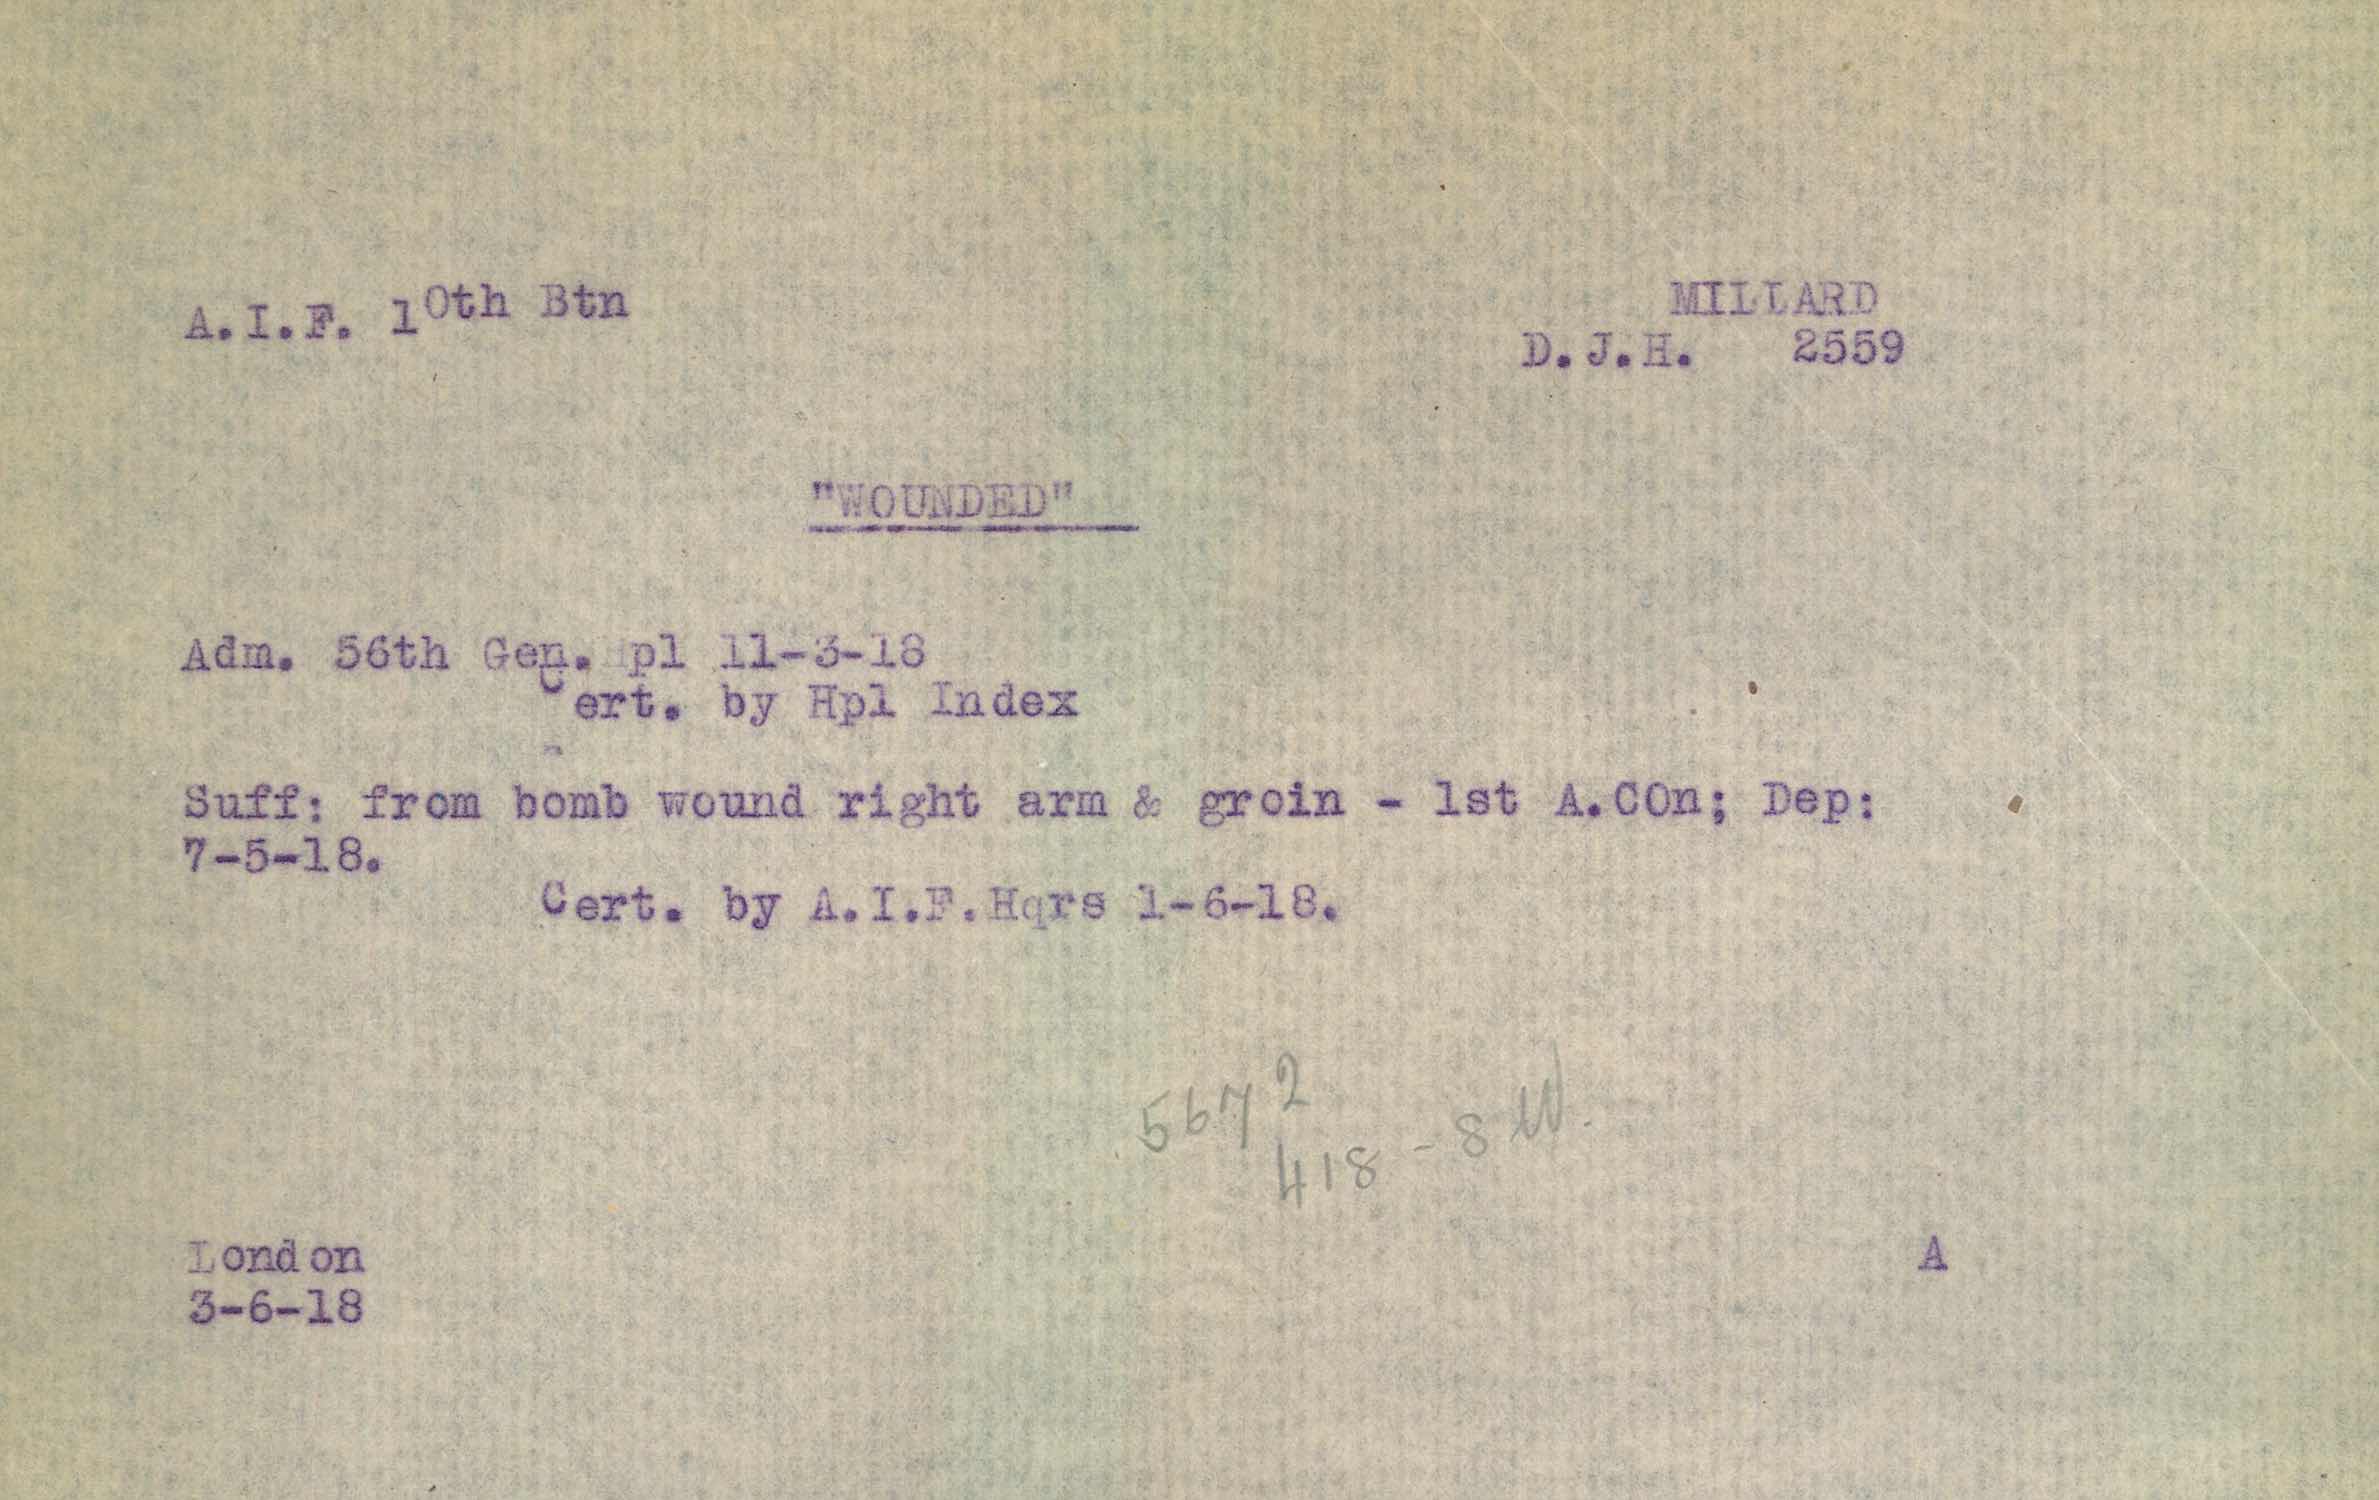 A.I.F. 10th Btn
MILLARD
D.J.H. 2559
"WOUNDED"
Adm. 56th Gen. Hpl 11-3-18
Cert. by Hpl Index
Suff: from bomb wound right arm & groin - 1st A.COn; Dep:
7-5-18.
Cert. by A.I.F.Hqrs 1-6-18.
5672
418 - 8 W.
London
3-6-18
A